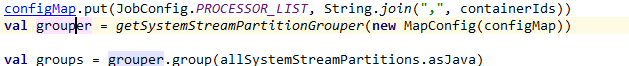 configMap.put(JobConfig.PROCESSOR_LIST, String.join(",", containerIds))
val grouper = getSystemStreamPartitionGrouper(new MapConfig(configMap))
val groups = grouper.group(allSystemStreamPartitions.asJava)